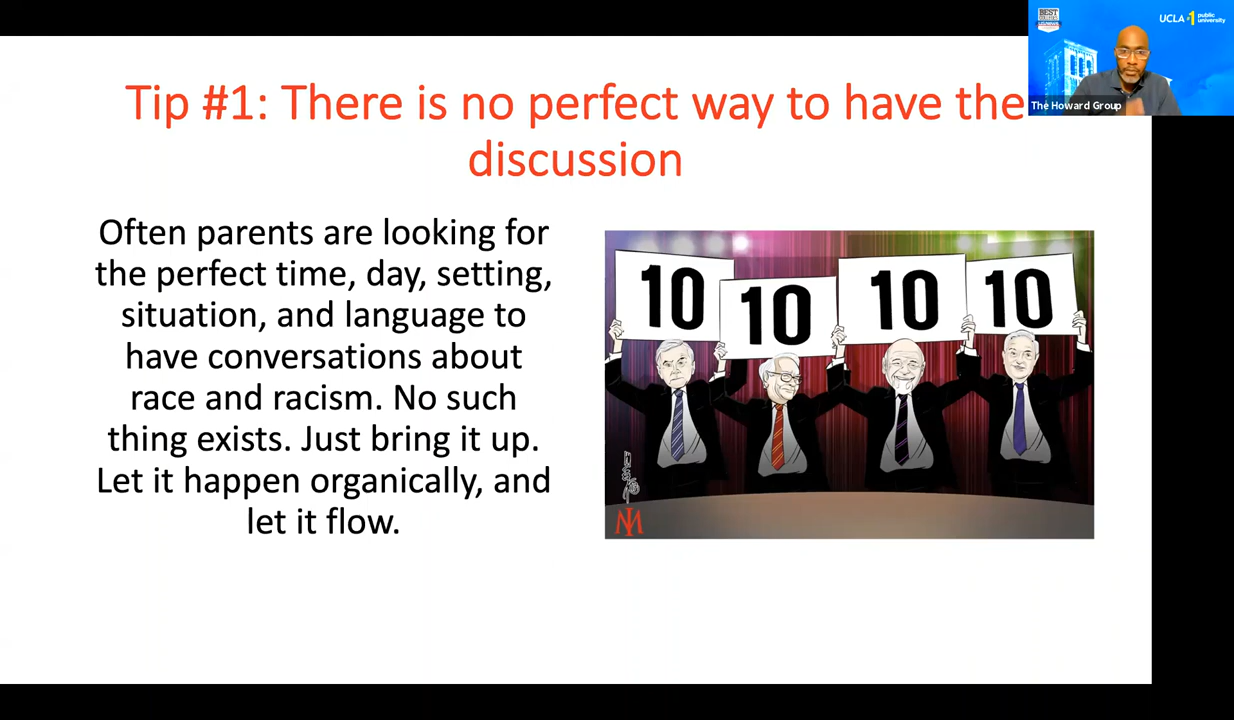 BEST
UCLA #1 public
university
The Howard Group
Tip #1: There is no perfect way to have the
discussion
Often parents are looking for
the perfect time, day, setting,
situation, and language to
have conversations about
race and racism. No such
thing exists. Just bring it up.
Let it happen organically, and
let it flow.
10 10 10 10